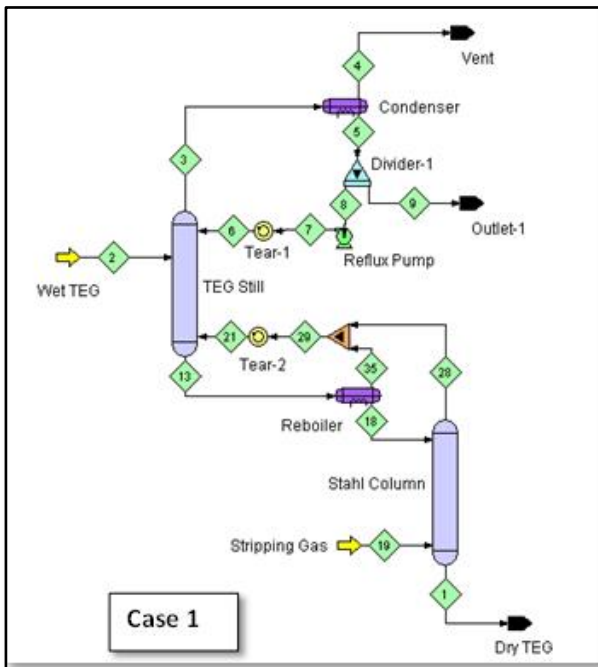 4
Vent
Condenser
5
3
Divider-1
8
9
6
7
Outlet-1
Tear-1
Reflux Pump
2
Wet TEG
TEG Still
21
29
28
Tear-2
35
13
Reboiler
18
Stahl Column
Stripping Gas
19
Case 1
1
Dry TEG